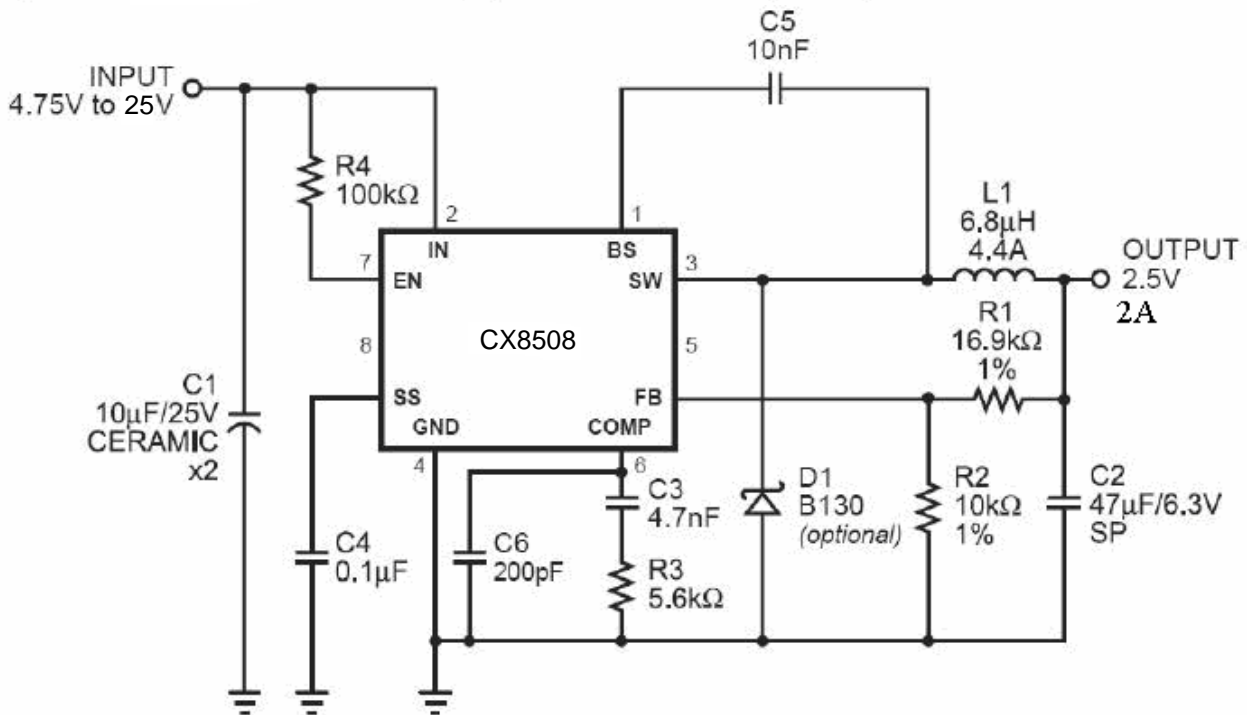 C5
10nF
INPUT
4.75V to 25V
R4
100kΩ
2
1
L1
6.8µH
4.4A
IN
BS
7
EN
SW
3
OUTPUT
2.5V
2A
R1
16.9kΩ
1%
8
CX8508
5
C1
10µF/25V
CERAMIC
x2
SS
FB
GND
COMP
4
6
C3
4.7nF
D1
B130
(optional)
R2
10kΩ
1%
C2
47µF/6.3V
SP
C4
0.1µF
C6
200pF
R3
5.6kΩ